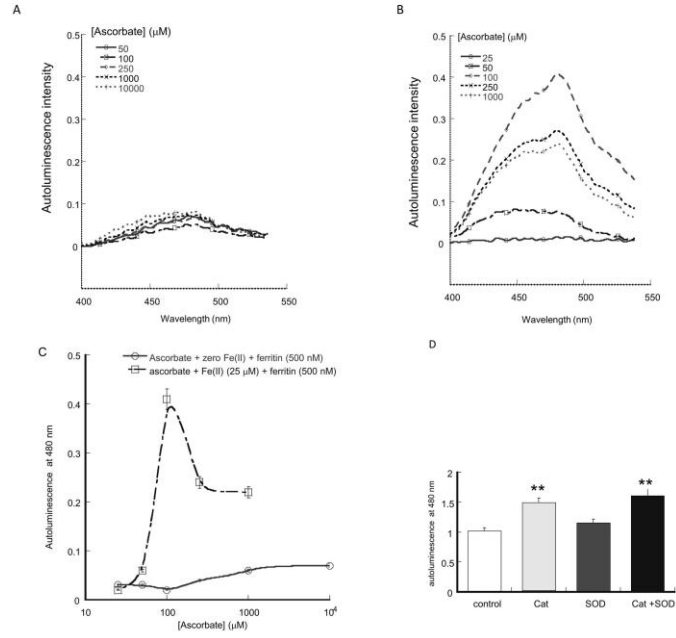 A
[Ascorbate] (μM)
50
100
250
1000
10000
Autoluminescence intensity
0.5
0.4
0.3
0.2
0.1
0
400
450
500
550
Wavelength (nm)
B
[Ascorbate] (μM)
25
50
100
250
1000
Autoluminescence intensity
0.5
0.4
0.3
0.2
0.1
0
400
450
500
550
Wavelength (nm)
C
Ascorbate + zero Fe(II) + ferritin (500 nM)
ascorbate + Fe(II) (25 μM) + ferritin (500 nM)
Autoluminescence at 480 nm
0.5
0.4
0.3
0.2
0.1
0
10
100
1000
10⁴
[Ascorbate] (μM)
D
autoluminescence at 480 nm
2
1.5
1
0.5
0
**
**
control
Cat
SOD
Cat +SOD